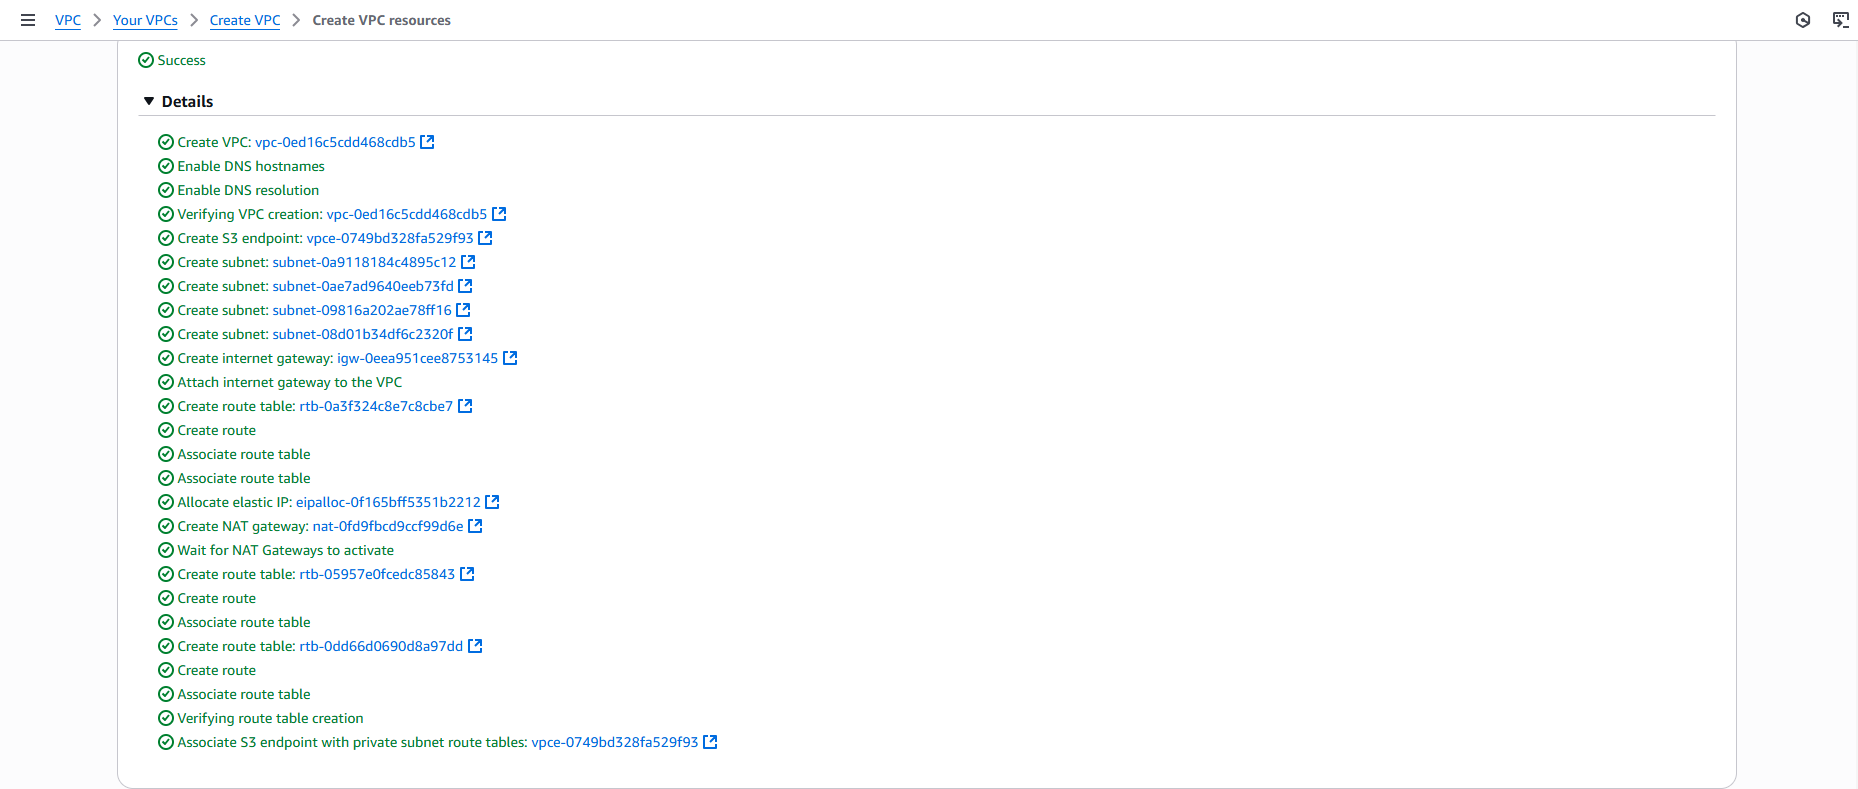 VPC > Your VPCs > Create VPC > Create VPC resources
Success
Details
Create VPC: vpc-0ed16c5cdd468cdb5
Enable DNS hostnames
Enable DNS resolution
Verifying VPC creation: vpc-0ed16c5cdd468cdb5
Create S3 endpoint: vpce-0749bd328fa529f93
Create subnet: subnet-0a9118184c4895c12
Create subnet: subnet-0ae7ad9640eeb73fd
Create subnet: subnet-09816a202ae78ff16
Create subnet: subnet-08d01b34df6c2320f
Create internet gateway: igw-0eea951cee8753145
Attach internet gateway to the VPC
Create route table: rtb-0a3f324c8e7c8cbe7
Create route
Associate route table
Associate route table
Allocate elastic IP: eipalloc-0f165bff5351b2212
Create NAT gateway: nat-0fd9fbcd9ccf99d6e
Wait for NAT Gateways to activate
Create route table: rtb-05957e0fcedc85843
Create route
Associate route table
Create route table: rtb-0dd66d0690d8a97dd
Create route
Associate route table
Verifying route table creation
Associate S3 endpoint with private subnet route tables: vpce-0749bd328fa529f93